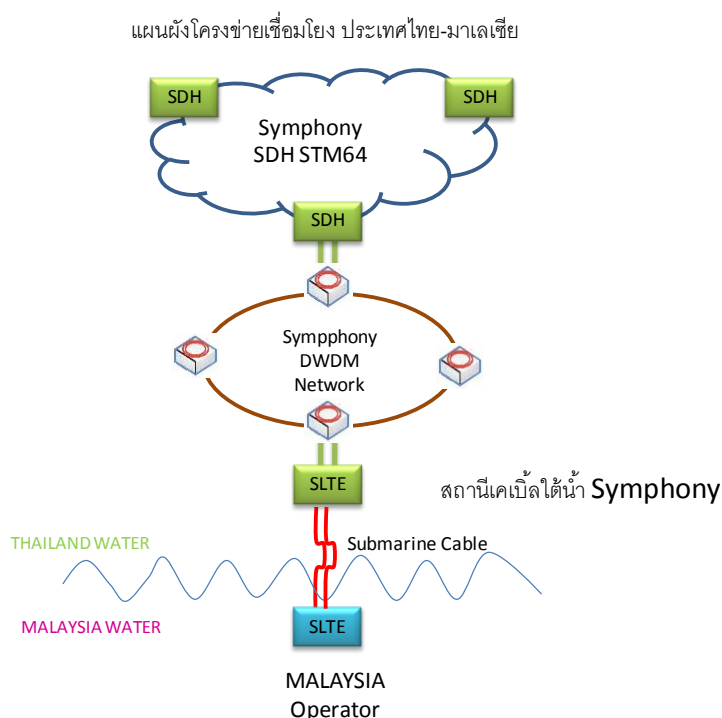 แผนผังโครงข่ายเชื่อมโยง ประเทศไทย-มาเลเซีย
SDH
SDH
Symphony
SDH STM64
SDH
Sympphony
DWDM
Network
SLTE
สถานีเคเบิ้ลใต้น้ำ Symphony
THAILAND WATER
Submarine Cable
MALAYSIA WATER
SLTE
MALAYSIA
Operator